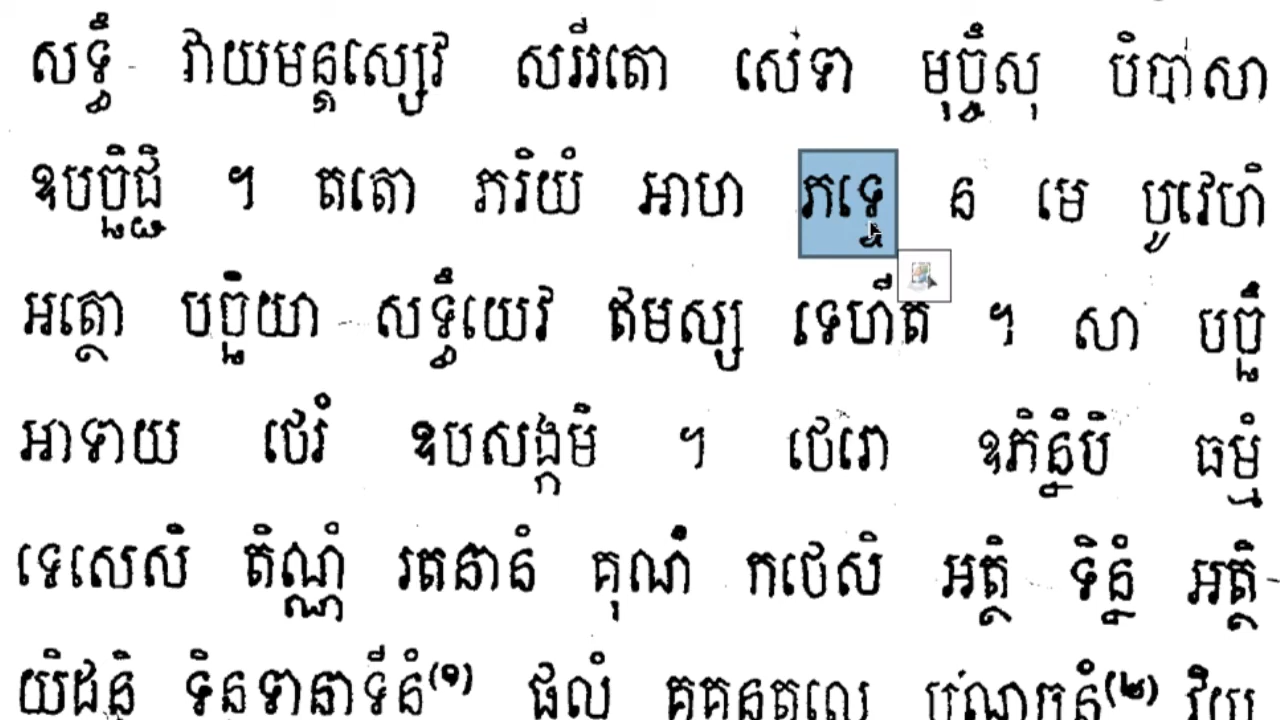 សទ្ធឹ វាយមន្តស្សេវ សរីរតោ សេទា មុច្ចឹសុ បិបាសា
ឧបច្ឆិជ្ជិ ។ តតោ ភរិយំ អាហ ភទ្ទេ ន មេ បូវេហិ
អត្ថោ បច្ឆិយា សទ្ធឹយេវ ឥមស្ស ទេហីតិ ។ សា បច្ឆឹ
អាទាយ ថេរំ ឧបសង្កមិ ។ ថេរោ ឧភិន្នំបិ ធម្មំ
ទេសេសិ តិណ្ណំ រតនានំ គុណំ កថេសិ អត្ថិ ទិន្នំ អត្ថិ
យិដ្ឋន្តិ ទិន្នទានាទីនំ(១) ផលំ